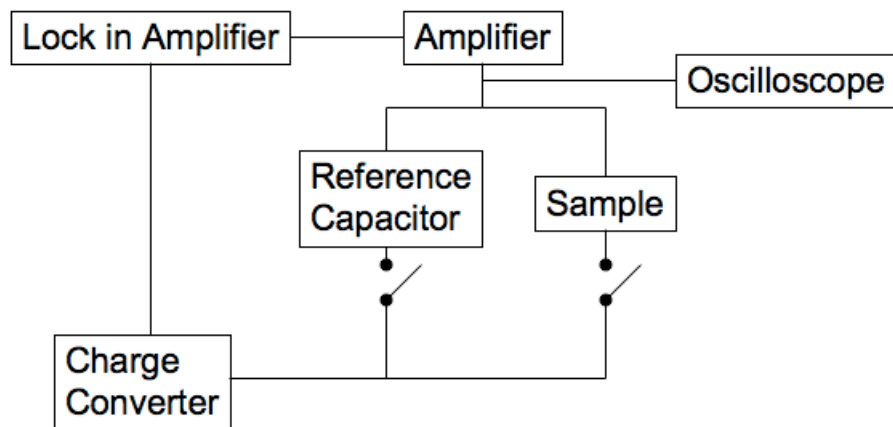 Lock in Amplifier
Amplifier
Oscilloscope
Reference
Capacitor
Sample
Charge
Converter